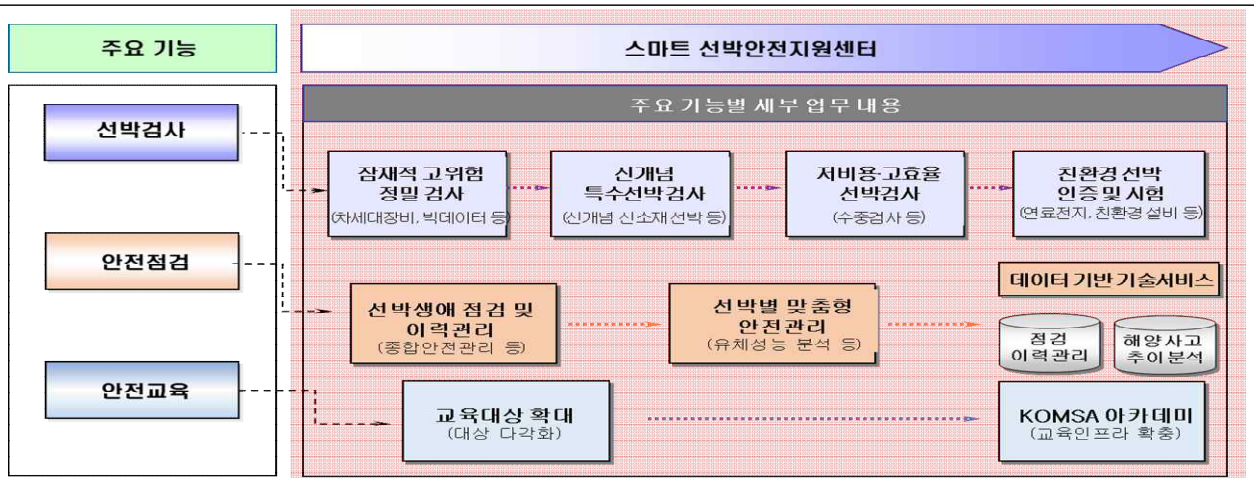 주요 기능
스마트 선박안전지원센터
주요 기능별 세부 업무 내용
선박검사
잠재적 고위험
정밀 검사
(차세대장비, 빅데이터 등)
신개념
특수선박검사
(신개념 신소재 선박 등)
저비용·고효율
선박검사
(수중검사 등)
친환경 선박
인증 및 시험
(연료전지, 친환경 설비 등)
안전점검
선박생애 점검 및
이력관리
(종합안전관리 등)
선박별 맞춤형
안전관리
(유체성능 분석 등)
데이터 기반 기술서비스
점검
이력관리
해양사고
추이분석
안전교육
교육대상 확대
(대상 다각화)
KOMSA 아카데미
(교육인프라 확충)